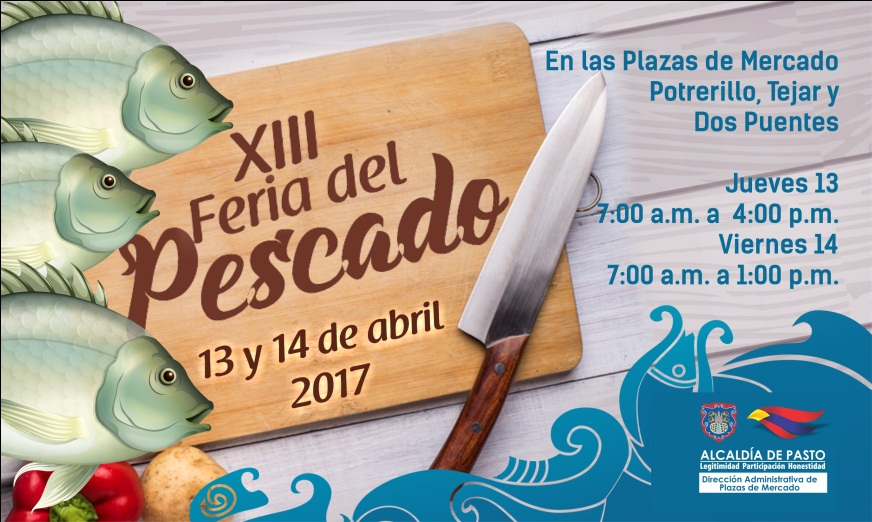 XIII
Feria del
Pescado
13 y 14 de abril
2017
En las Plazas de Mercado
Potrerillo, Tejar y
Dos Puentes
Jueves 13
7:00 a.m. a 4:00 p.m.
Viernes 14
7:00 a.m. a 1:00 p.m.
ALCALDÍA DE PASTO
Legitimidad Participación Honestidad
Dirección Administrativa de
Plazas de Mercado